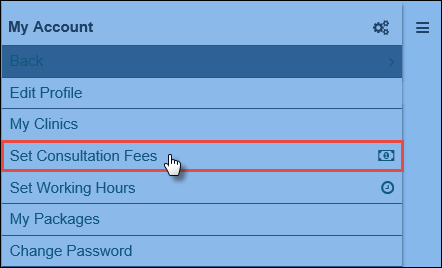 My Account
Back
Edit Profile
My Clinics
Set Consultation Fees
Set Working Hours
My Packages
Change Password